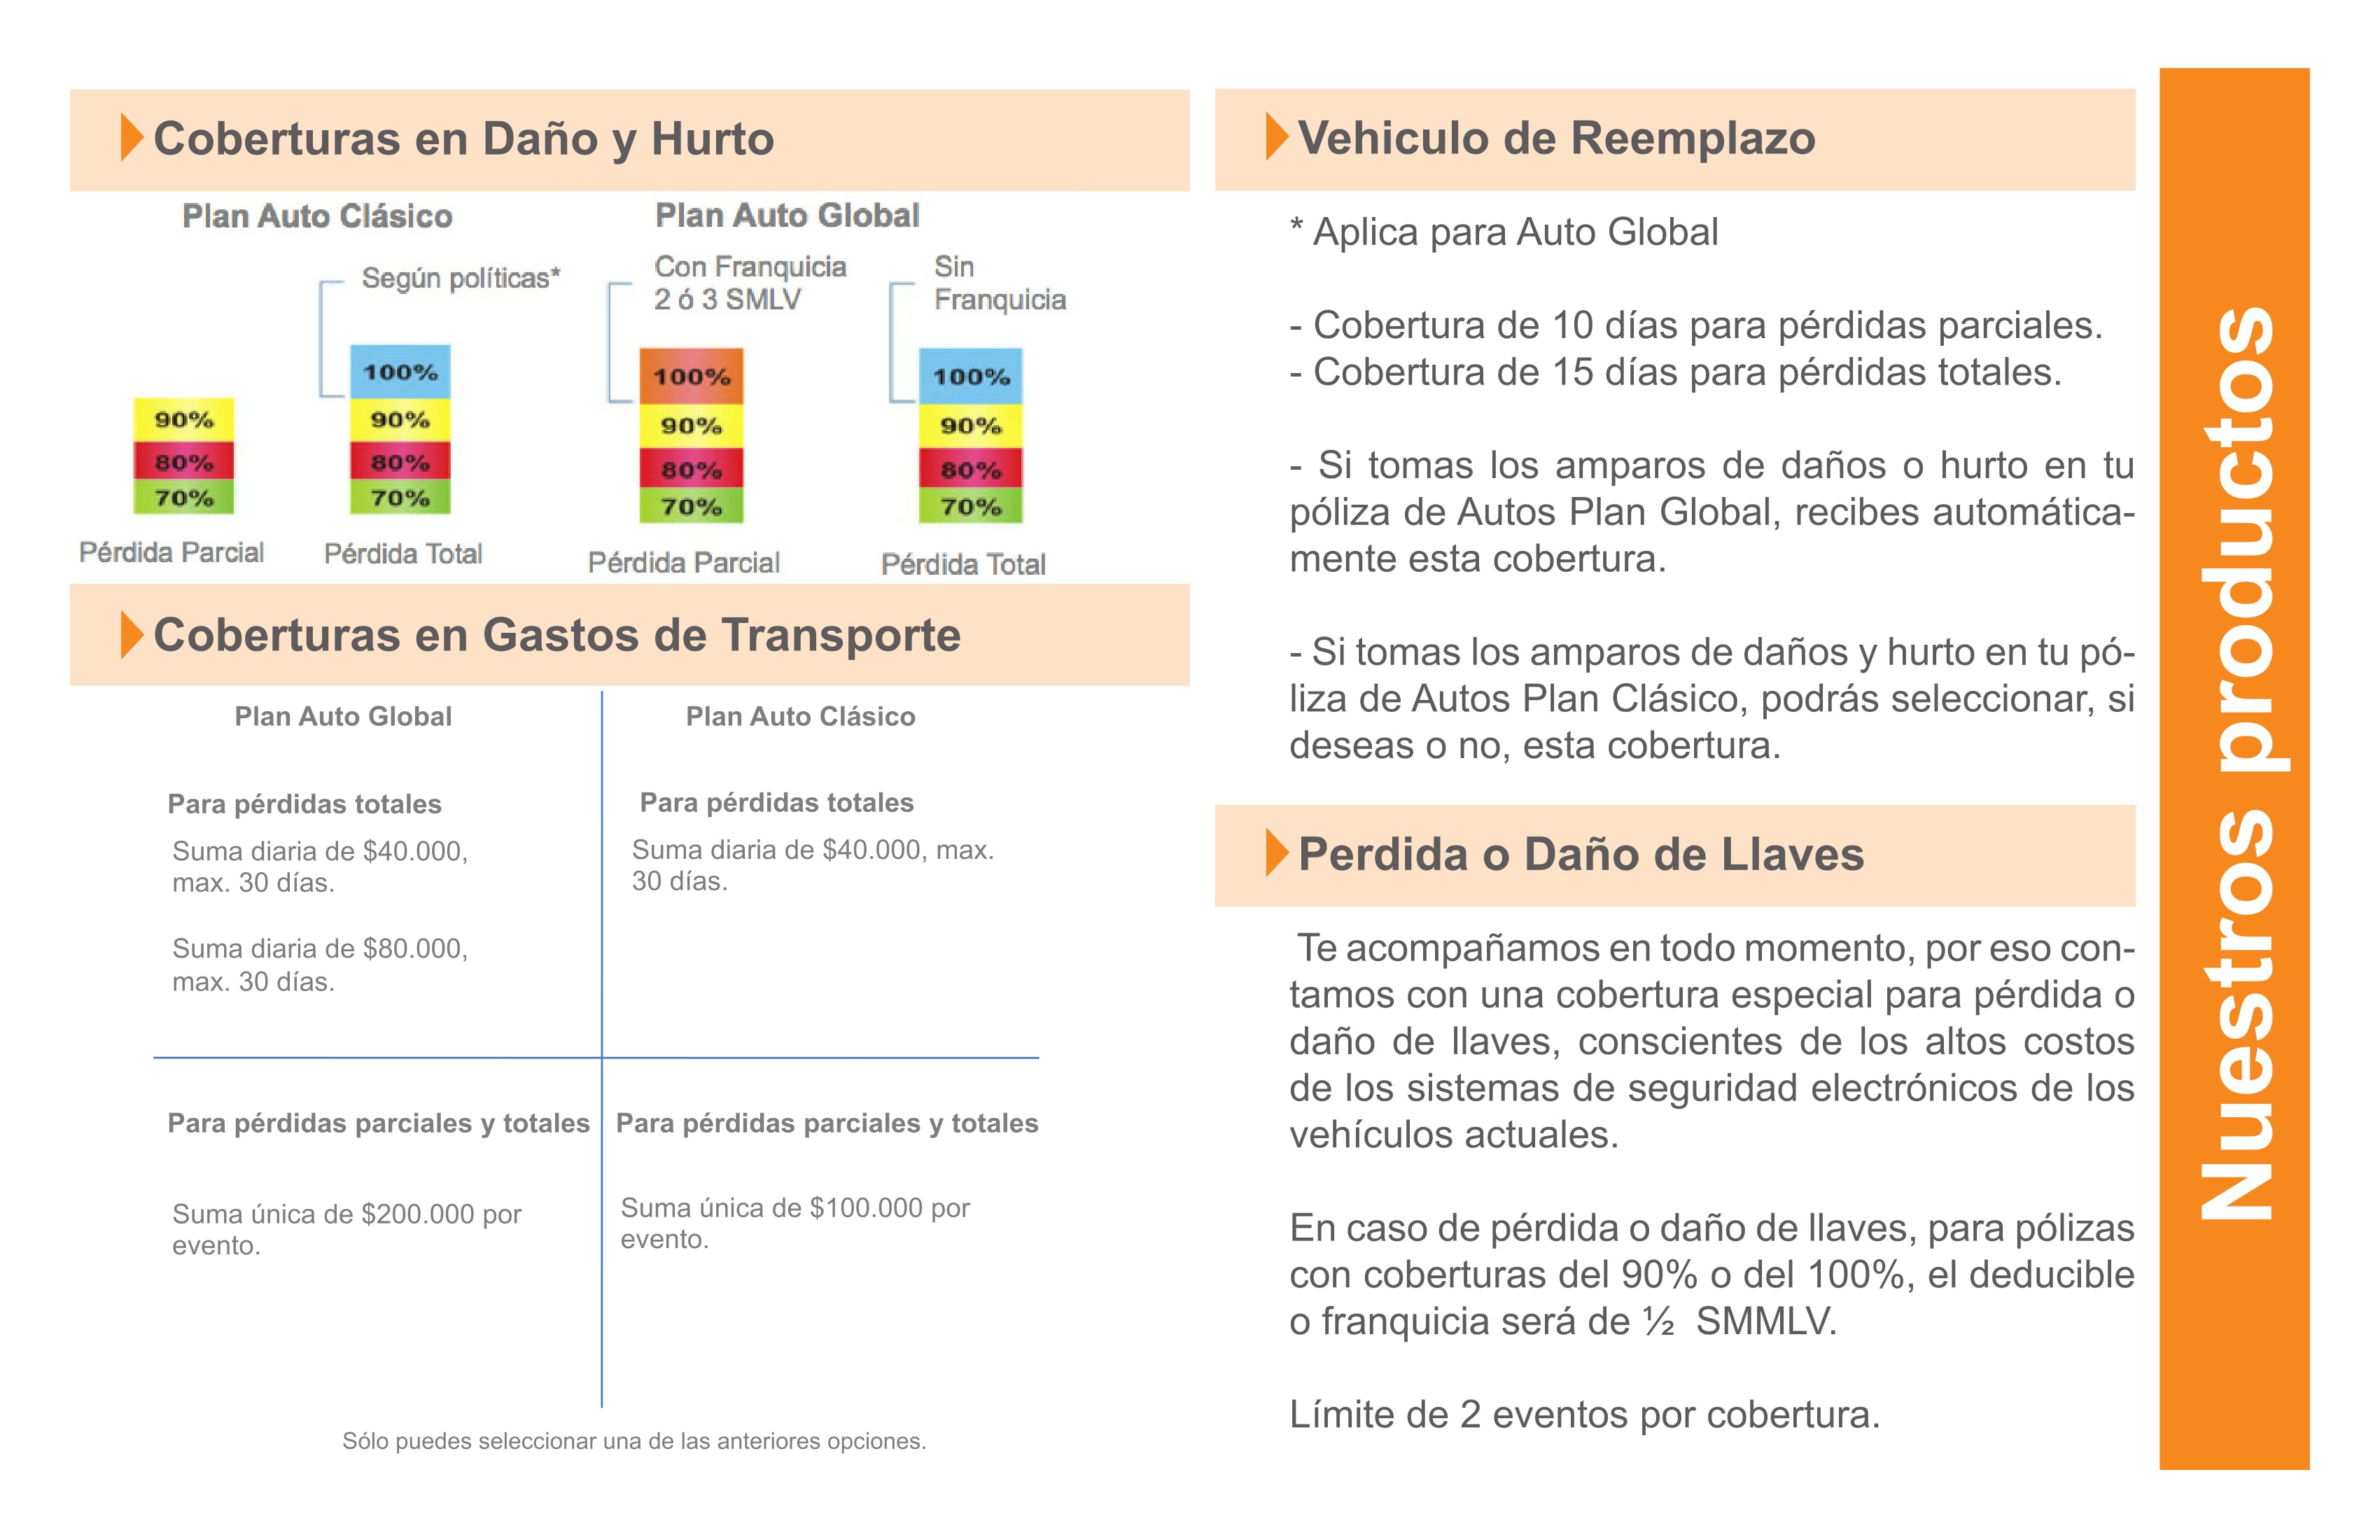 Coberturas en Daño y Hurto
Plan Auto Clásico
Plan Auto Global
Según políticas*
Con Franquicia
2 ó 3 SMLV
Sin
Franquicia
90%
80%
70%
Pérdida Parcial
100%
90%
80%
70%
Pérdida Total
100%
90%
80%
70%
Pérdida Parcial
100%
90%
80%
70%
Pérdida Total
Coberturas en Gastos de Transporte
Plan Auto Global
Para pérdidas totales
Suma diaria de $40.000,
max. 30 días.
Suma diaria de $80.000,
max. 30 días.
Plan Auto Clásico
Para pérdidas totales
Suma diaria de $40.000, max.
30 días.
Para pérdidas parciales y totales
Suma única de $200.000 por
evento.
Para pérdidas parciales y totales
Suma única de $100.000 por
evento.
Sólo puedes seleccionar una de las anteriores opciones.
Vehiculo de Reemplazo
* Aplica para Auto Global
- Cobertura de 10 días para pérdidas parciales.
- Cobertura de 15 días para pérdidas totales.
- Si tomas los amparos de daños o hurto en tu
póliza de Autos Plan Global, recibes automática-
mente esta cobertura.
- Si tomas los amparos de daños y hurto en tu pó-
liza de Autos Plan Clásico, podrás seleccionar, si
deseas o no, esta cobertura.
Perdida o Daño de Llaves
Te acompañamos en todo momento, por eso con-
tamos con una cobertura especial para pérdida o
daño de llaves, conscientes de los altos costos
de los sistemas de seguridad electrónicos de los
vehículos actuales.
En caso de pérdida o daño de llaves, para pólizas
con coberturas del 90% o del 100%, el deducible
o franquicia será de ½ SMMLV.
Límite de 2 eventos por cobertura.
Nuestros productos